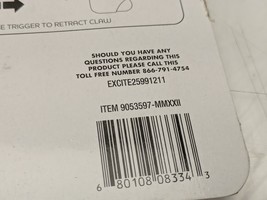 E TRIGGER TO RETRACT CLAW
SHOULD YOU HAVE ANY
QUESTIONS REGARDING THIS
PRODUCT PLEASE CALL THIS
TOLL FREE NUMBER 866-791-4754
EXCITE25991211
ITEM 9053597-MMXXII
6 80108 08334 3